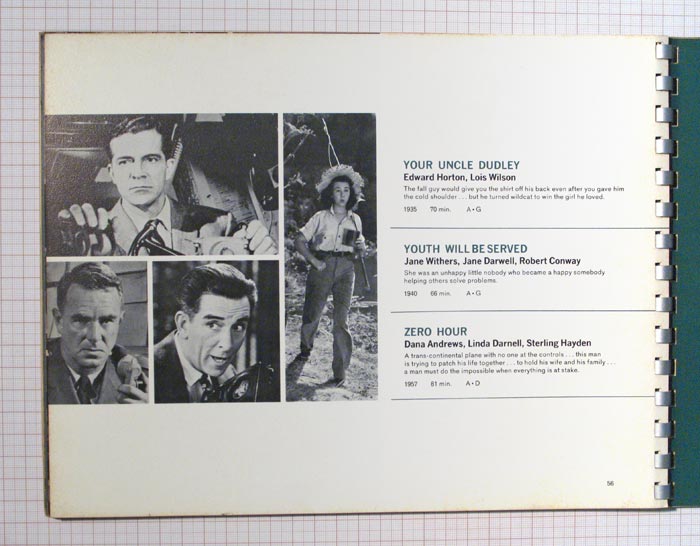 YOUR UNCLE DUDLEY
Edward Horton, Lois Wilson
The fall guy would give you the shirt off his back even after you gave him
the cold shoulder . . . but he turned wildcat to win the girl he loved.
1935 70 min. A•G
YOUTH WILL BE SERVED
Jane Withers, Jane Darwell, Robert Conway
She was an unhappy little nobody who became a happy somebody
helping others solve problems.
1940 66 min. A•G
ZERO HOUR
Dana Andrews, Linda Darnell, Sterling Hayden
A trans-continental plane with no one at the controls . . . this man
is trying to patch his life together . . . to hold his wife and his family . . .
a man must do the impossible when everything is at stake.
1957 81 min. A•D
56